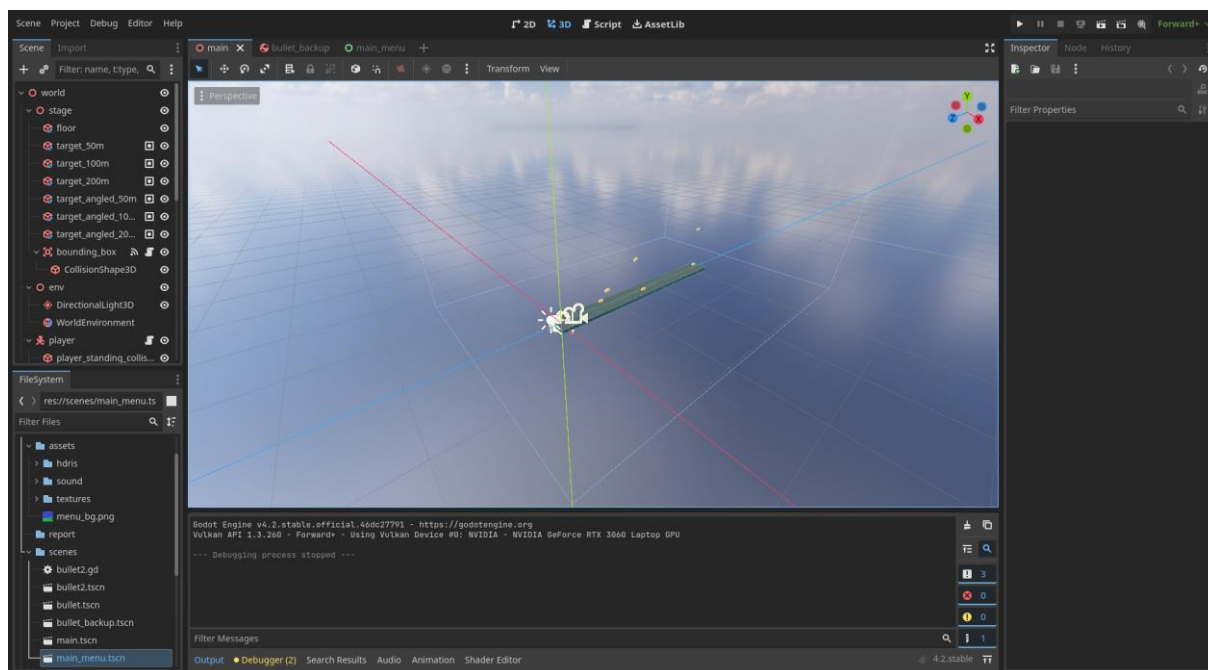 Scene Project Debug Editor Help
2D 3D Script AssetLib
Forward+
Scene Import
main bullet_backup main_menu
Inspector Node History
Filter: name, t:type,
Transform View
Perspective
Filter Properties
world
stage
floor
target_50m
target_100m
target_200m
target_angled_50m
target_angled_10...
target_angled_20...
bounding_box
CollisionShape3D
env
DirectionalLight3D
WorldEnvironment
player
player_standing_collis...
Y
Z
X
FileSystem
res://scenes/main_menu.ts
Filter Files
assets
hdris
sound
textures
menu_bg.png
report
scenes
bullet2.gd
bullet2.tscn
bullet.tscn
bullet_backup.tscn
main.tscn
main_menu.tscn
Godot Engine v4.2.stable.official.46dc27791 - https://godotengine.org
Vulkan API 1.3.260 - Forward+ - Using Vulkan Device #0: NVIDIA - NVIDIA GeForce RTX 3060 Laptop GPU
--- Debugging process stopped ---
3
0
0
1
Filter Messages
Output Debugger (2) Search Results Audio Animation Shader Editor
4.2.stable